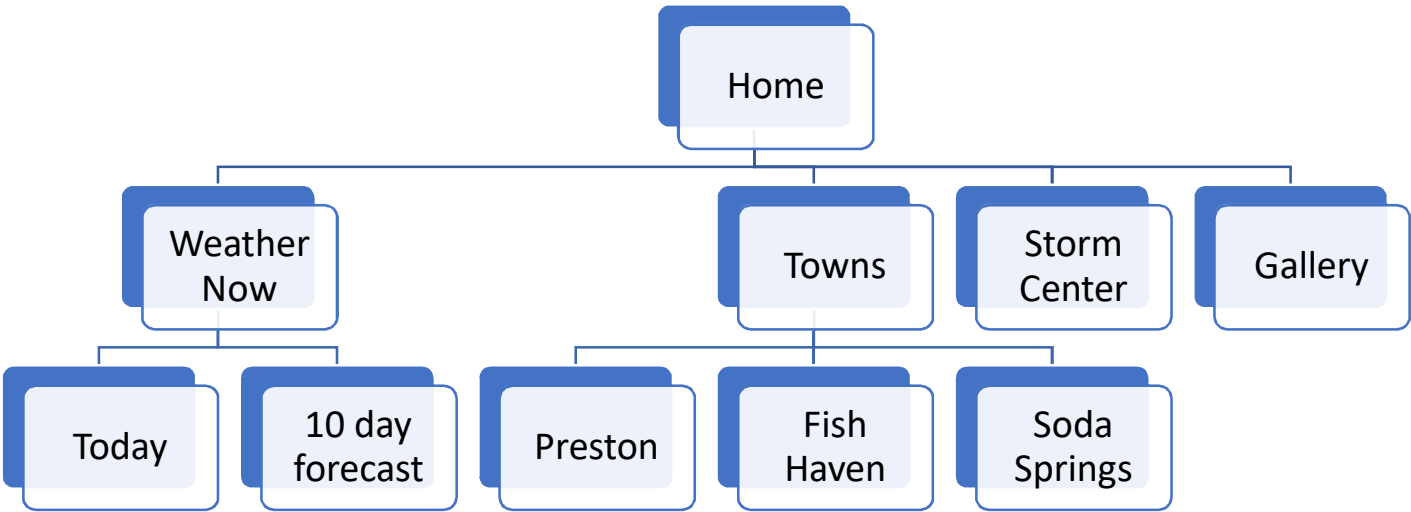 Home
Weather
Now
Towns
Storm
Center
Gallery
Today
10 day
forecast
Preston
Fish
Haven
Soda
Springs